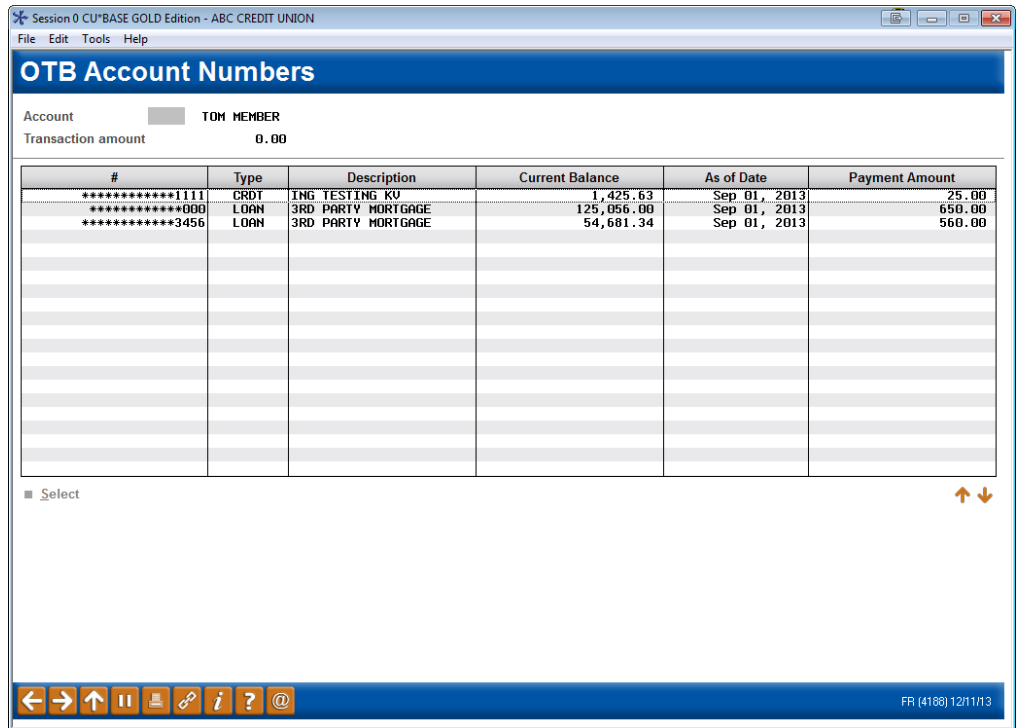 Session 0 CU*BASE GOLD Edition - ABC CREDIT UNION
File Edit Tools Help
OTB Account Numbers
Account TOM MEMBER
Transaction amount 0.00
# Type Description Current Balance As of Date Payment Amount
************1111 CRDT ING TESTING KV 1,425.63 Sep 01, 2013 25.00
************000 LOAN 3RD PARTY MORTGAGE 125,056.00 Sep 01, 2013 650.00
************3456 LOAN 3RD PARTY MORTGAGE 54,681.34 Sep 01, 2013 560.00
Select
FR (4188) 12/11/13